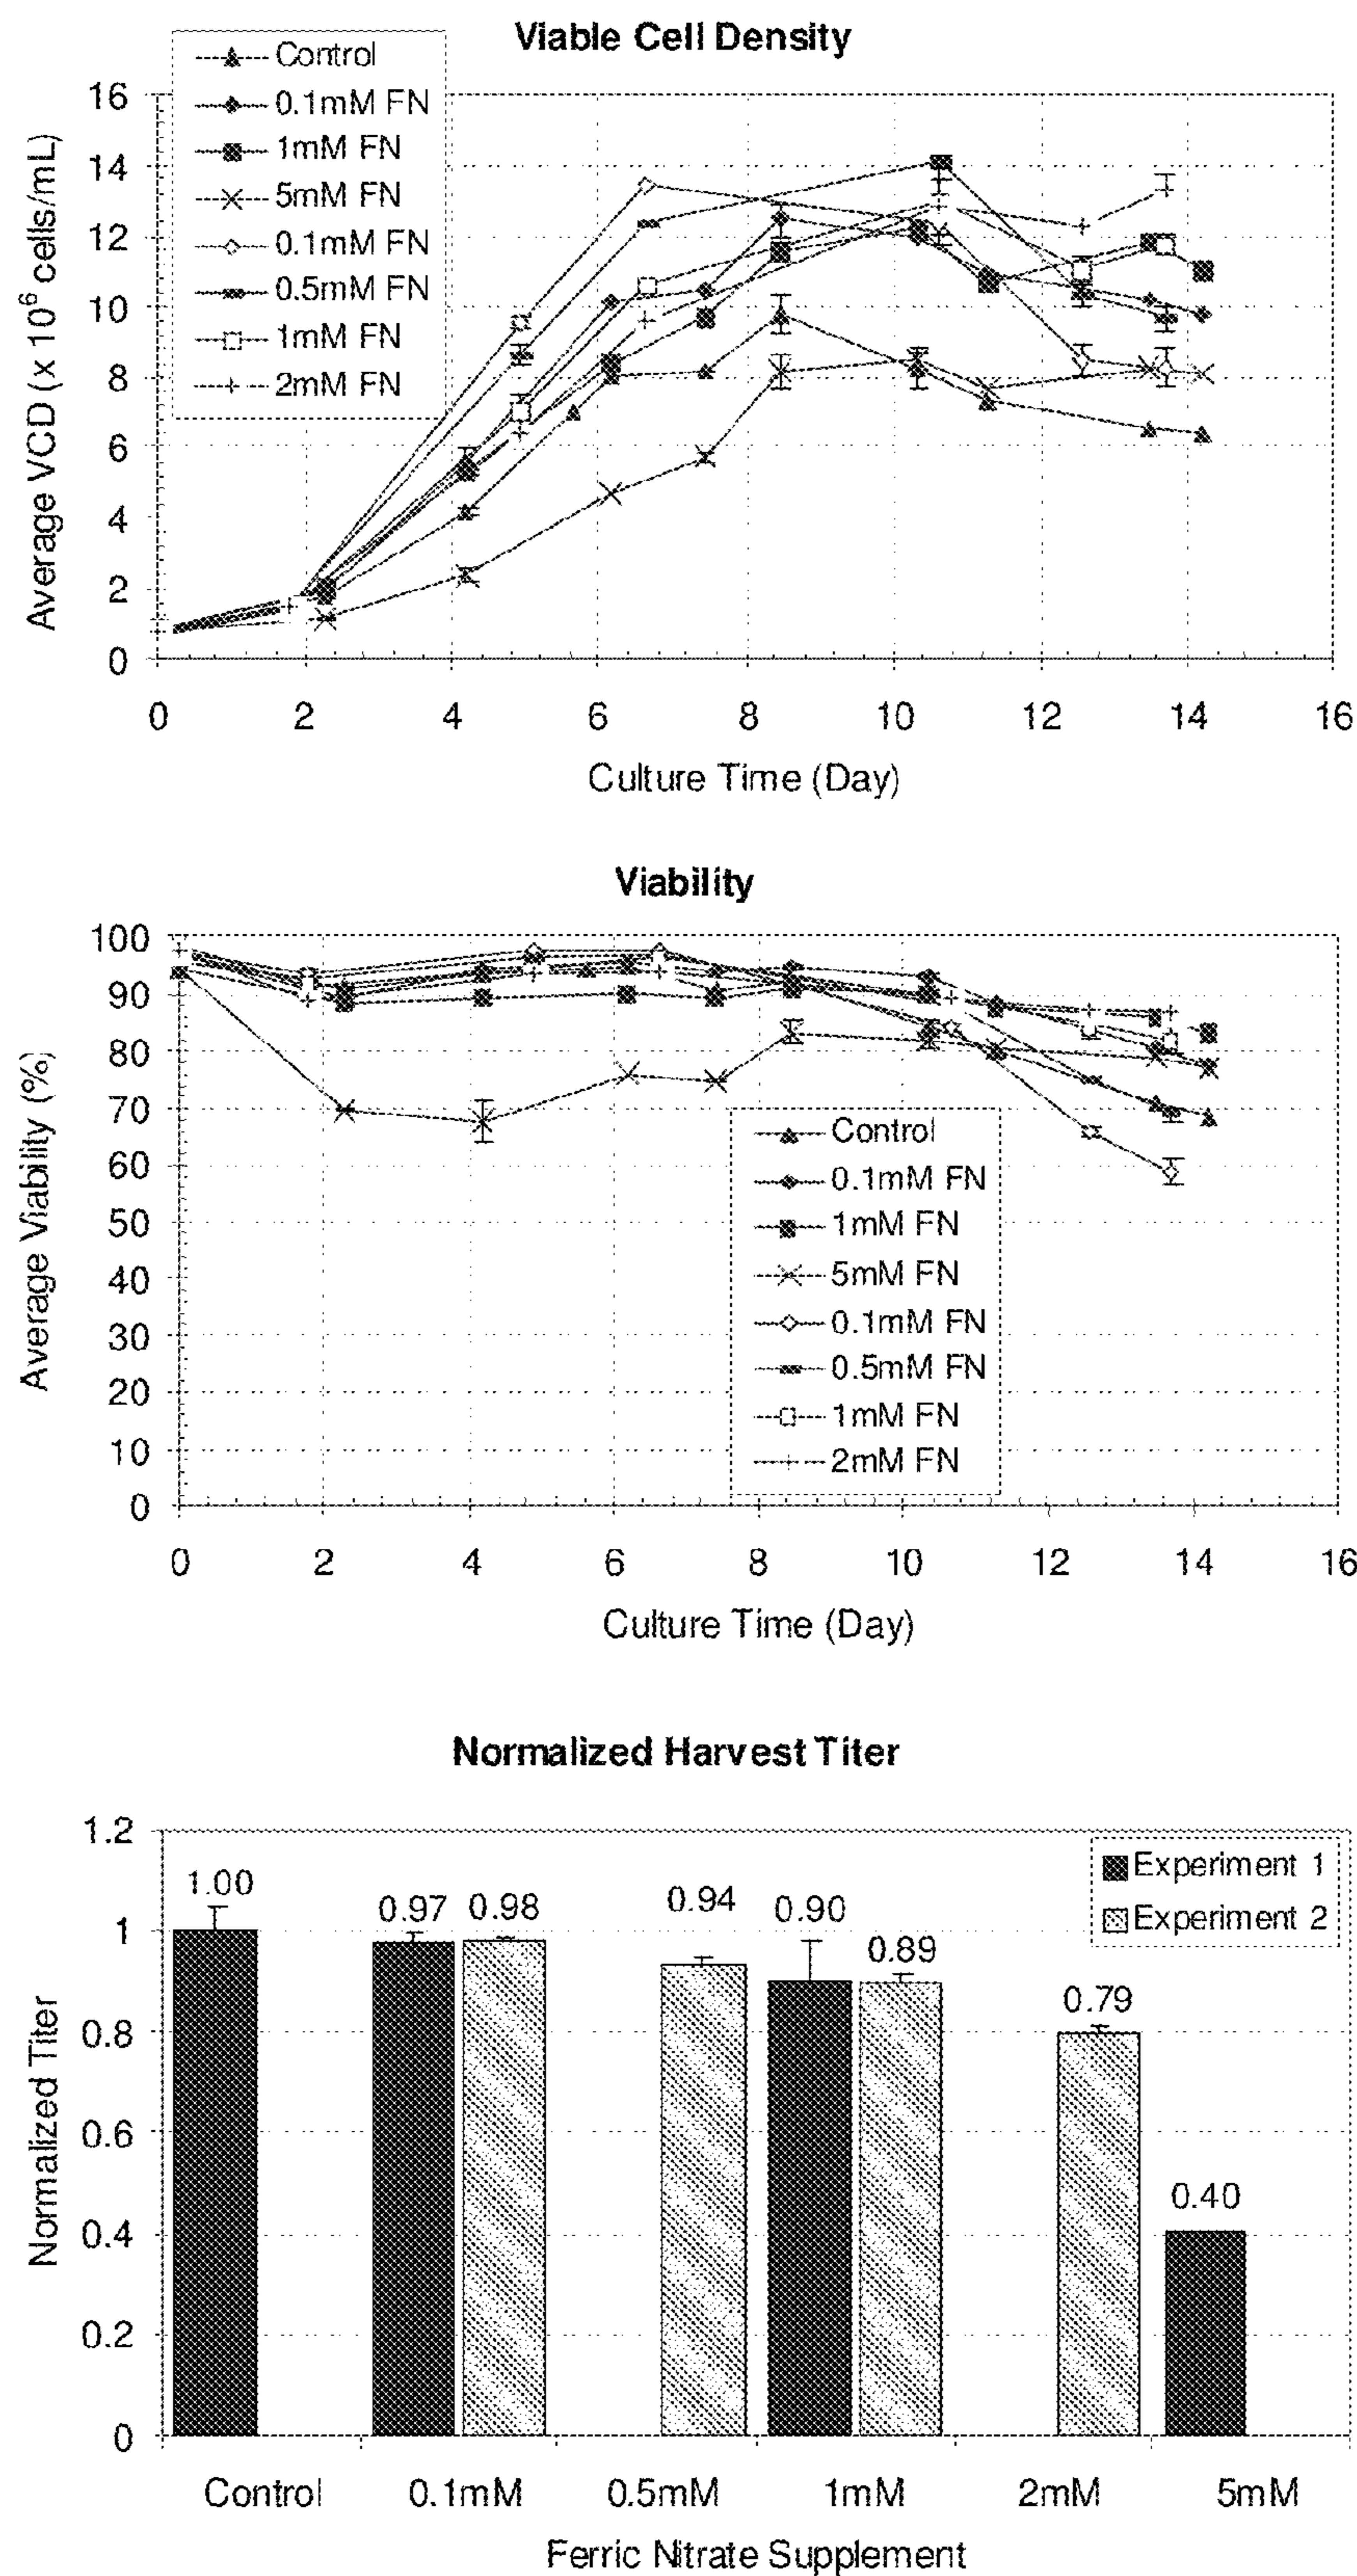 Viable Cell Density
Control
0.1mM FN
1mM FN
5mM FN
0.1mM FN
0.5mM FN
1mM FN
2mM FN
16
14
12
10
8
6
4
2
0
Average VCD (x 10⁶ cells/mL)
0 2 4 6 8 10 12 14 16
Culture Time (Day)
Viability
100
90
80
70
60
50
40
30
20
10
0
Average Viability (%)
Control
0.1mM FN
1mM FN
5mM FN
0.1mM FN
0.5mM FN
1mM FN
2mM FN
0 2 4 6 8 10 12 14 16
Culture Time (Day)
Normalized Harvest Titer
1.2
1
0.8
0.6
0.4
0.2
0
Normalized Titer
Experiment 1
Experiment 2
1.00
0.97 0.98
0.94
0.90
0.89
0.79
0.40
Control 0.1mM 0.5mM 1mM 2mM 5mM
Ferric Nitrate Supplement